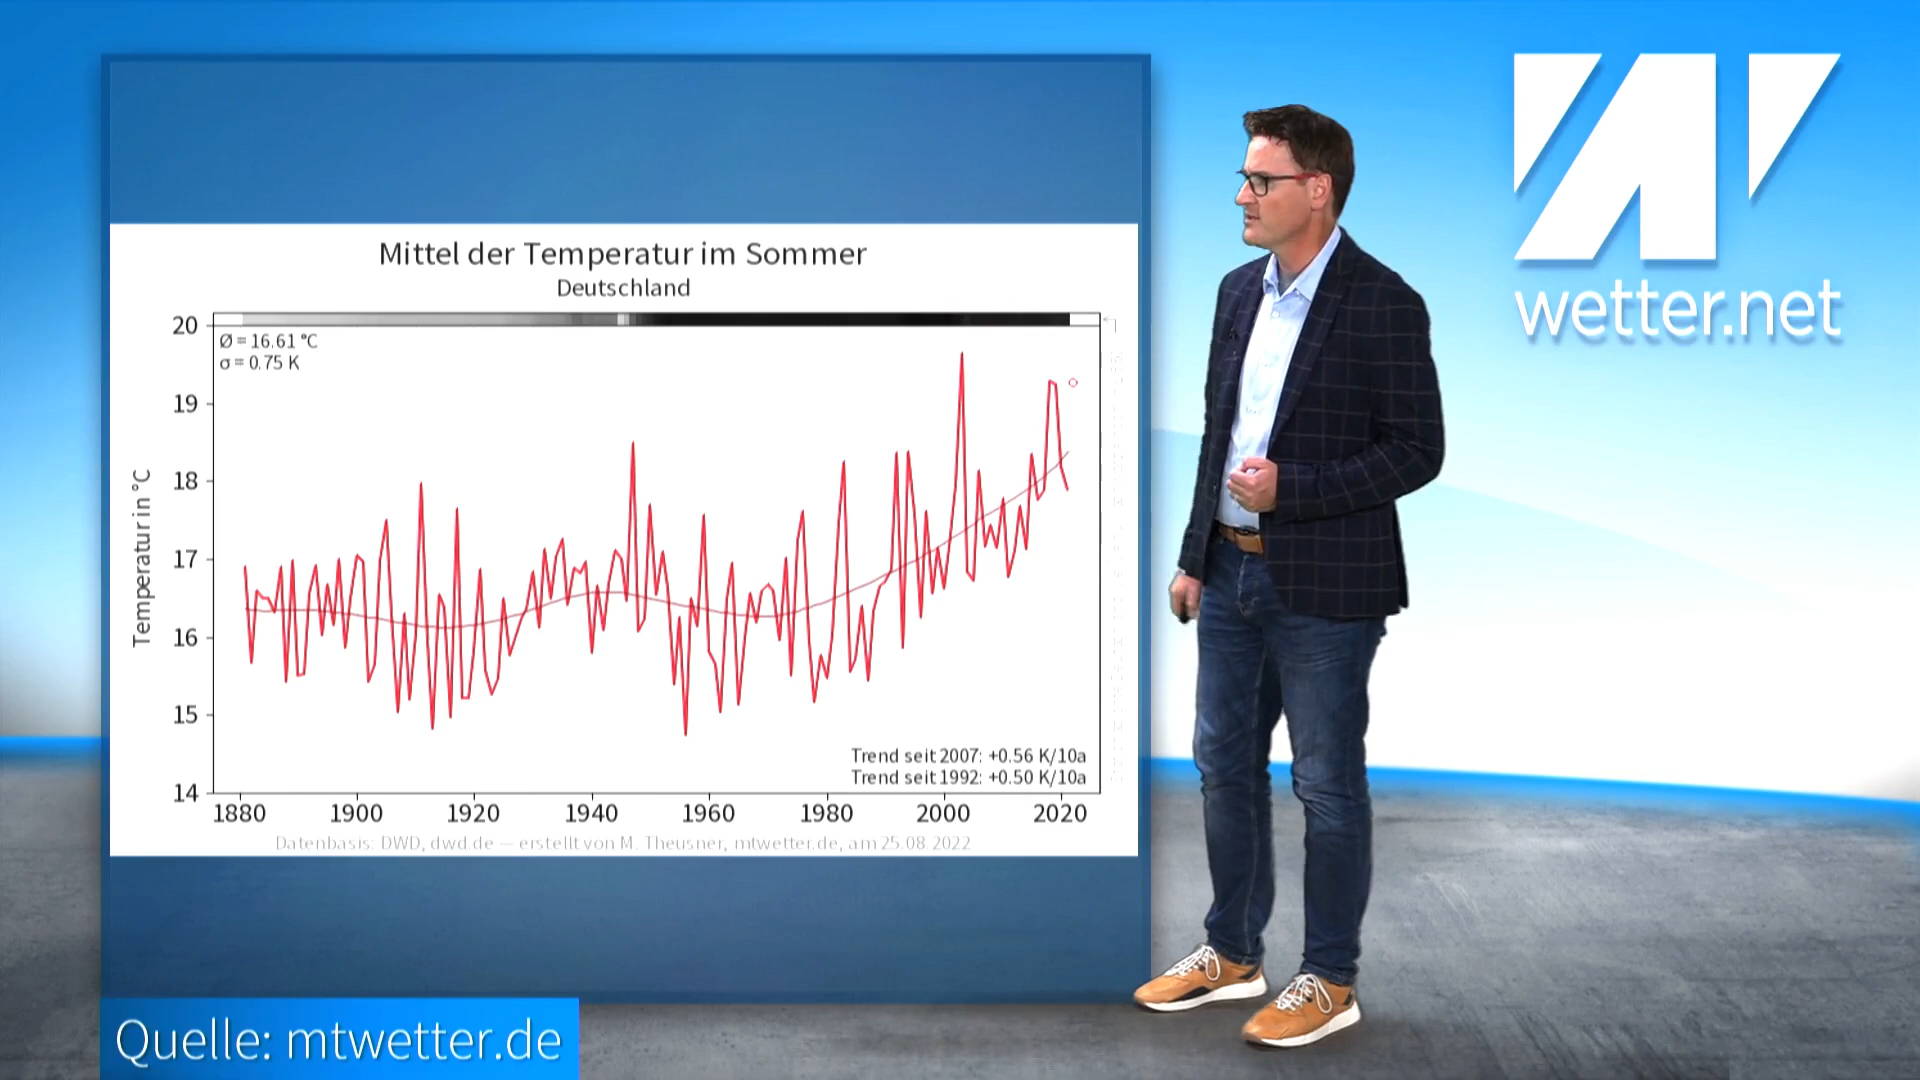 Mittel der Temperatur im Sommer
Deutschland
Ø = 16.61 °C
σ = 0.75 K
20
19
18
17
16
15
14
Temperatur in °C
Trend seit 2007: +0.56 K/10a
Trend seit 1992: +0.50 K/10a
1880 1900 1920 1940 1960 1980 2000 2020
Datenbasis: DWD, dwd.de — erstellt von M. Theusner, mtwetter.de, am 25.08.2022
wetter.net
Quelle: mtwetter.de